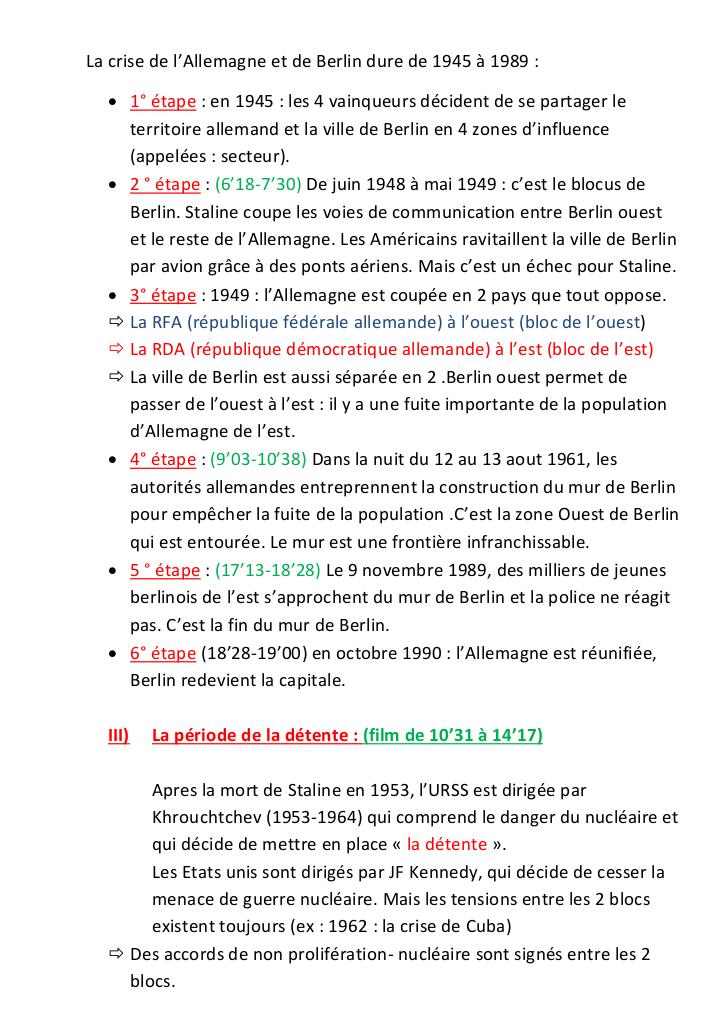 La crise de l’Allemagne et de Berlin dure de 1945 à 1989 :
• 1° étape : en 1945 : les 4 vainqueurs décident de se partager le
territoire allemand et la ville de Berlin en 4 zones d’influence
(appelées : secteur).
• 2 ° étape : (6’18-7’30) De juin 1948 à mai 1949 : c’est le blocus de
Berlin. Staline coupe les voies de communication entre Berlin ouest
et le reste de l’Allemagne. Les Américains ravitaillent la ville de Berlin
par avion grâce à des ponts aériens. Mais c’est un échec pour Staline.
• 3° étape : 1949 : l’Allemagne est coupée en 2 pays que tout oppose.
⇨ La RFA (république fédérale allemande) à l’ouest (bloc de l’ouest)
⇨ La RDA (république démocratique allemande) à l’est (bloc de l’est)
⇨ La ville de Berlin est aussi séparée en 2 .Berlin ouest permet de
passer de l’ouest à l’est : il y a une fuite importante de la population
d’Allemagne de l’est.
• 4° étape : (9’03-10’38) Dans la nuit du 12 au 13 aout 1961, les
autorités allemandes entreprennent la construction du mur de Berlin
pour empêcher la fuite de la population .C’est la zone Ouest de Berlin
qui est entourée. Le mur est une frontière infranchissable.
• 5 ° étape : (17’13-18’28) Le 9 novembre 1989, des milliers de jeunes
berlinois de l’est s’approchent du mur de Berlin et la police ne réagit
pas. C’est la fin du mur de Berlin.
• 6° étape (18’28-19’00) en octobre 1990 : l’Allemagne est réunifiée,
Berlin redevient la capitale.
III) La période de la détente : (film de 10’31 à 14’17)
Apres la mort de Staline en 1953, l’URSS est dirigée par
Khrouchtchev (1953-1964) qui comprend le danger du nucléaire et
qui décide de mettre en place « la détente ».
Les Etats unis sont dirigés par JF Kennedy, qui décide de cesser la
menace de guerre nucléaire. Mais les tensions entre les 2 blocs
existent toujours (ex : 1962 : la crise de Cuba)
⇨ Des accords de non prolifération- nucléaire sont signés entre les 2
blocs.